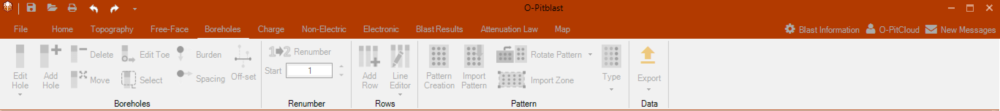 O-Pitblast
File Home Topography Free-Face Boreholes Charge Non-Electric Electronic Blast Results Attenuation Law Map Blast Information O-PitCloud New Messages
Edit Hole
Add Hole
Delete
Move
Edit Toe
Select
Burden
Spacing
Off-set
Boreholes
1 2 Renumber
Start 1
Renumber
Add Row
Line Editor
Rows
Pattern Creation
Import Pattern
Rotate Pattern
Import Zone
Type
Pattern
Export
Data